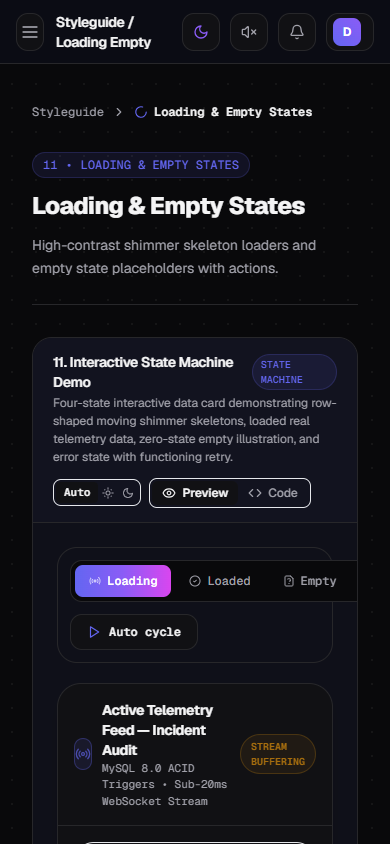 Styleguide /
Loading Empty
D
Styleguide > Loading & Empty States
11 • LOADING & EMPTY STATES
Loading & Empty States
High-contrast shimmer skeleton loaders and
empty state placeholders with actions.
11. Interactive State Machine
Demo
STATE
MACHINE
Four-state interactive data card demonstrating row-
shaped moving shimmer skeletons, loaded real
telemetry data, zero-state empty illustration, and
error state with functioning retry.
Auto
Preview
<> Code
Loading
Loaded
Empty
Auto cycle
Active Telemetry
Feed — Incident
Audit
STREAM
BUFFERING
MySQL 8.0 ACID
Triggers • Sub-20ms
WebSocket Stream